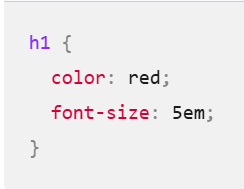 h1 {
  color: red;
  font-size: 5em;
}